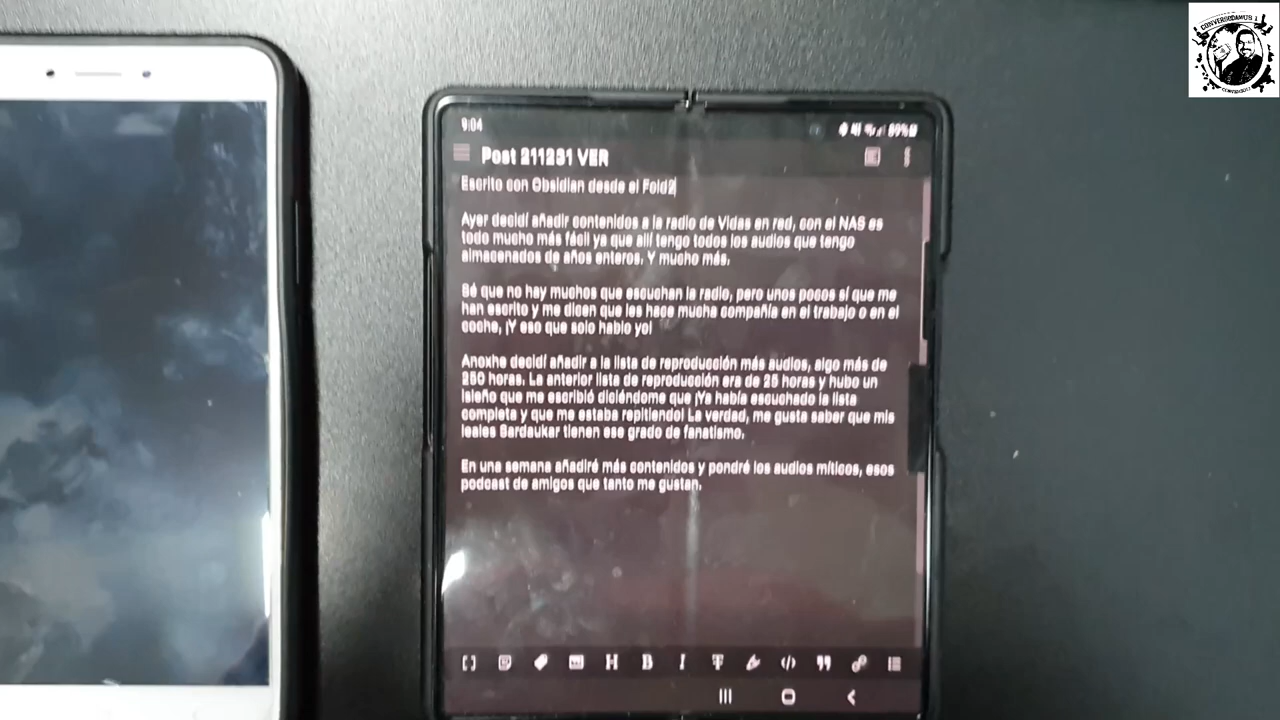 CONVERSDAMUS 1
9:04
89%
Post 211231 VER
Escrito con Obsidian desde el Fold2
Ayer decidí añadir contenidos a la radio de Vidas en red, con el NAS es
todo mucho más fácil ya que allí tengo todos los audios que tengo
almacenados de años enteros. Y mucho más.
Sé que no hay muchos que escuchan la radio, pero unos pocos sí que me
han escrito y me dicen que les hace mucha compañía en el trabajo o en el
coche, ¡Y eso que solo hablo yo!
Anoxhe decidí añadir a la lista de reproducción más audios, algo más de
250 horas. La anterior lista de reproducción era de 25 horas y hubo un
isleño que me escribió diciéndome que ¡Ya había escuchado la lista
completa y que me estaba repitiendo! La verdad, me gusta saber que mis
leales Sardaukar tienen ese grado de fanatismo.
En una semana añadiré más contenidos y pondré los audios míticos, esos
podcast de amigos que tanto me gustan.
H B I T